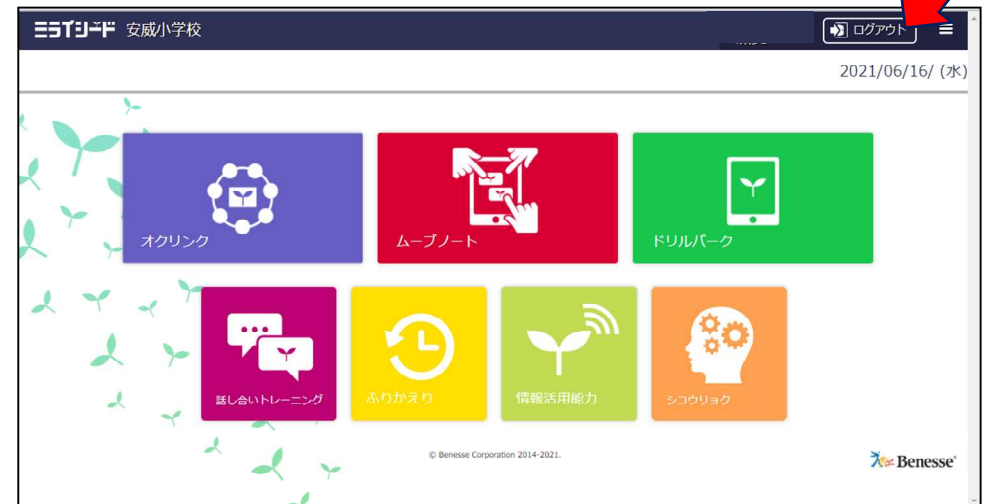 ミライシード 安威小学校
ログアウト
2021/06/16/ (水)
オクリンク
ムーブノート
ドリルパーク
話し合いトレーニング
ふりかえり
情報活用能力
シコウリョク
© Benesse Corporation 2014-2021.
Benesse®